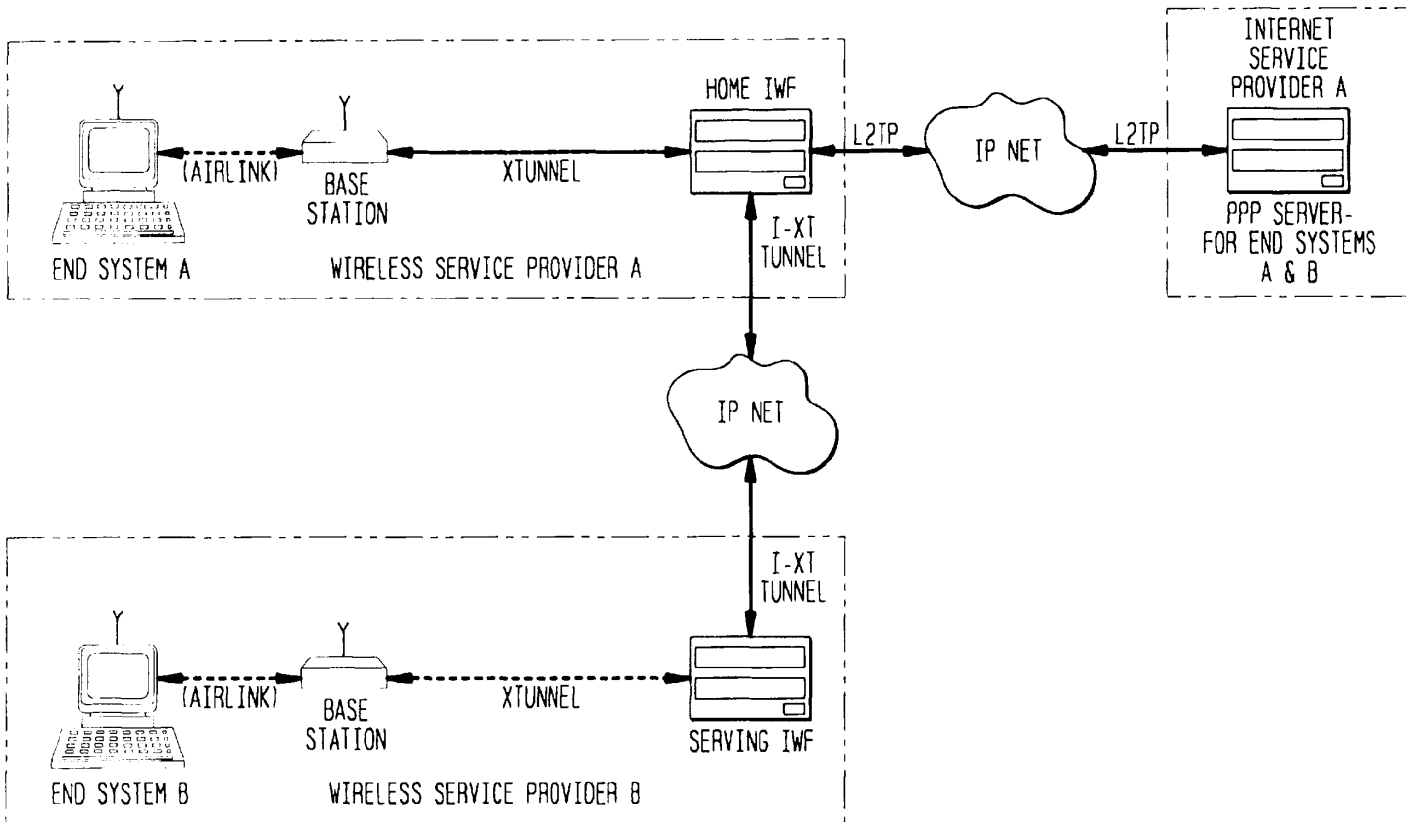 INTERNET
SERVICE
PROVIDER A
HOME IWF
L2TP
IP NET
L2TP
(AIRLINK)
XTUNNEL
BASE
STATION
I-XT
TUNNEL
PPP SERVER-
FOR END SYSTEMS
A & B
END SYSTEM A
WIRELESS SERVICE PROVIDER A
IP NET
I-XT
TUNNEL
(AIRLINK)
XTUNNEL
BASE
STATION
SERVING IWF
END SYSTEM B
WIRELESS SERVICE PROVIDER B